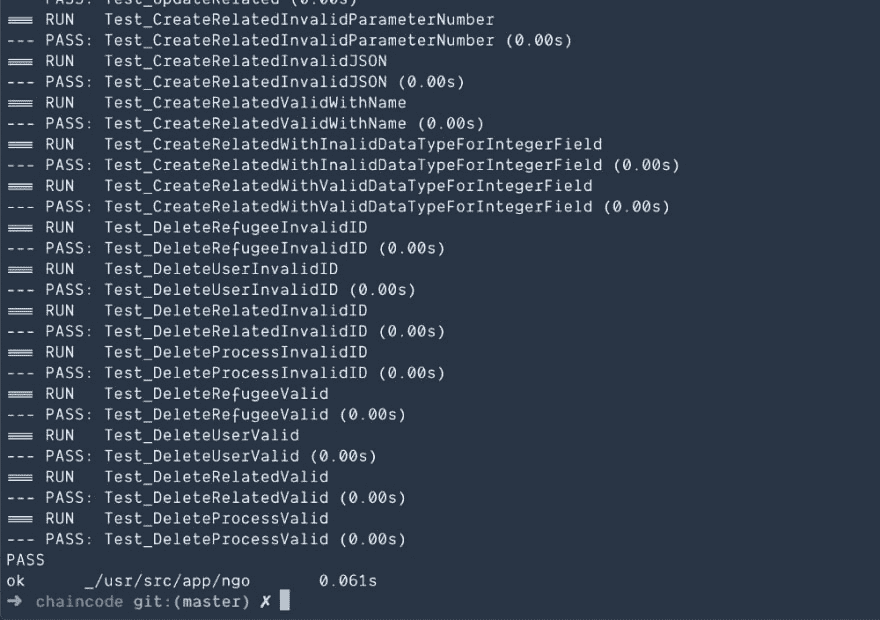 PASS: Test_UpdateRelated (0.00s)
=== RUN   Test_CreateRelatedInvalidParameterNumber
--- PASS: Test_CreateRelatedInvalidParameterNumber (0.00s)
=== RUN   Test_CreateRelatedInvalidJSON
--- PASS: Test_CreateRelatedInvalidJSON (0.00s)
=== RUN   Test_CreateRelatedValidWithName
--- PASS: Test_CreateRelatedValidWithName (0.00s)
=== RUN   Test_CreateRelatedWithInalidDataTypeForIntegerField
--- PASS: Test_CreateRelatedWithInalidDataTypeForIntegerField (0.00s)
=== RUN   Test_CreateRelatedWithValidDataTypeForIntegerField
--- PASS: Test_CreateRelatedWithValidDataTypeForIntegerField (0.00s)
=== RUN   Test_DeleteRefugeeInvalidID
--- PASS: Test_DeleteRefugeeInvalidID (0.00s)
=== RUN   Test_DeleteUserInvalidID
--- PASS: Test_DeleteUserInvalidID (0.00s)
=== RUN   Test_DeleteRelatedInvalidID
--- PASS: Test_DeleteRelatedInvalidID (0.00s)
=== RUN   Test_DeleteProcessInvalidID
--- PASS: Test_DeleteProcessInvalidID (0.00s)
=== RUN   Test_DeleteRefugeeValid
--- PASS: Test_DeleteRefugeeValid (0.00s)
=== RUN   Test_DeleteUserValid
--- PASS: Test_DeleteUserValid (0.00s)
=== RUN   Test_DeleteRelatedValid
--- PASS: Test_DeleteRelatedValid (0.00s)
=== RUN   Test_DeleteProcessValid
--- PASS: Test_DeleteProcessValid (0.00s)
PASS
ok      _/usr/src/app/ngo       0.061s
➜ chaincode git:(master) ✗